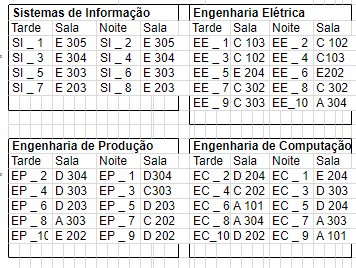 Sistemas de Informação
Tarde Sala Noite Sala
SI _ 1 E 305 SI _ 2 E 305
SI _ 3 E 304 SI _ 4 E 304
SI _ 5 E 303 SI _ 6 E 303
SI _ 7 E 203 SI _ 8 E 203
Engenharia Elétrica
Tarde Sala Noite Sala
EE _ 1 C 103 EE _ 2 C 102
EE _ 3 C 102 EE _ 4 C103
EE _ 5 E 204 EE _ 6 E202
EE _ 7 C 302 EE _ 8 C 302
EE _ 9 C 303 EE_10 A 304
Engenharia de Produção
Tarde Sala Noite Sala
EP _ 2 D 304 EP _ 1 D304
EP _ 4 D 303 EP _ 3 C303
EP _ 6 D 203 EP _ 5 D 203
EP _ 8 A 303 EP _ 7 C 202
EP _10 E 202 EP _ 9 D 202
Engenharia de Computação
Tarde Sala Noite Sala
EC _ 2 D 204 EC _ 1 E 204
EC _ 4 C 202 EC _ 3 D 303
EC _ 6 A 101 EC _ 5 D 204
EC _ 8 A 304 EC _ 7 A 303
EC_10 D 202 EC _ 9 A 101